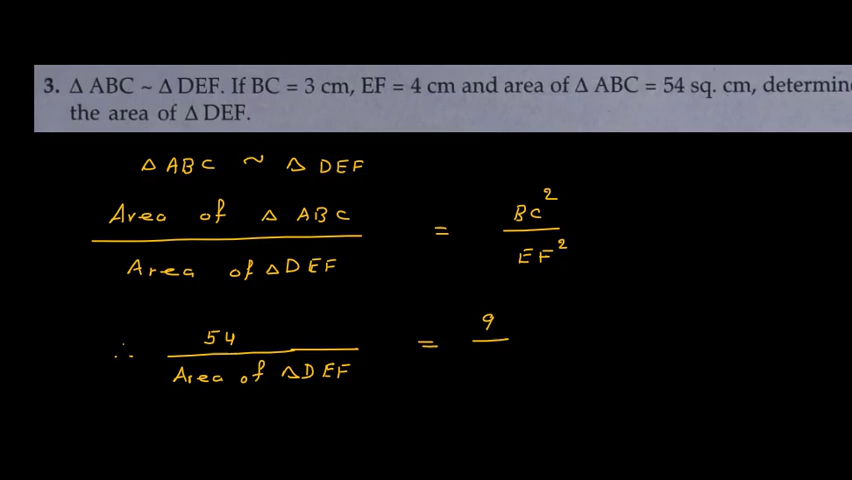 3. Δ ABC ~ Δ DEF. If BC = 3 cm, EF = 4 cm and area of Δ ABC = 54 sq. cm, determin
the area of Δ DEF.
Δ ABC ~ Δ DEF
Area of Δ ABC = BC²
Area of Δ DEF EF²
∴ 54 = 9
Area of Δ DEF